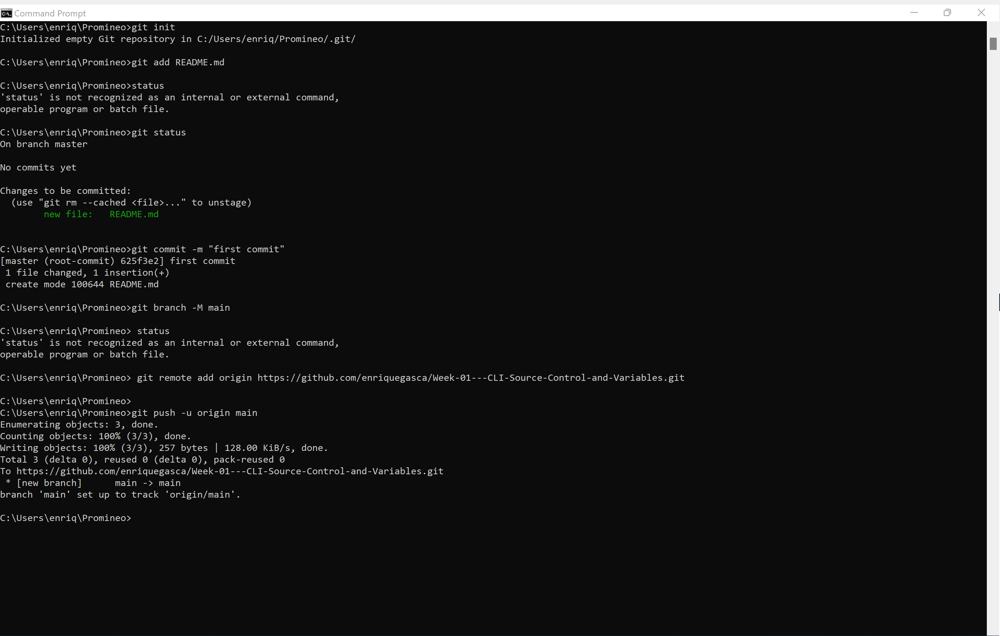 Command Prompt
C:\Users\enriq\Promineo>git init
Initialized empty Git repository in C:/Users/enriq/Promineo/.git/
C:\Users\enriq\Promineo>git add README.md
C:\Users\enriq\Promineo>status
'status' is not recognized as an internal or external command,
operable program or batch file.
C:\Users\enriq\Promineo>git status
On branch master
No commits yet
Changes to be committed:
  (use "git rm --cached <file>..." to unstage)
        new file:   README.md
C:\Users\enriq\Promineo>git commit -m "first commit"
[master (root-commit) 625f3e2] first commit
 1 file changed, 1 insertion(+)
 create mode 100644 README.md
C:\Users\enriq\Promineo>git branch -M main
C:\Users\enriq\Promineo> status
'status' is not recognized as an internal or external command,
operable program or batch file.
C:\Users\enriq\Promineo> git remote add origin https://github.com/enriquegasca/Week-01---CLI-Source-Control-and-Variables.git
C:\Users\enriq\Promineo>
C:\Users\enriq\Promineo>git push -u origin main
Enumerating objects: 3, done.
Counting objects: 100% (3/3), done.
Writing objects: 100% (3/3), 257 bytes | 128.00 KiB/s, done.
Total 3 (delta 0), reused 0 (delta 0), pack-reused 0
To https://github.com/enriquegasca/Week-01---CLI-Source-Control-and-Variables.git
 * [new branch]      main -> main
branch 'main' set up to track 'origin/main'.
C:\Users\enriq\Promineo>